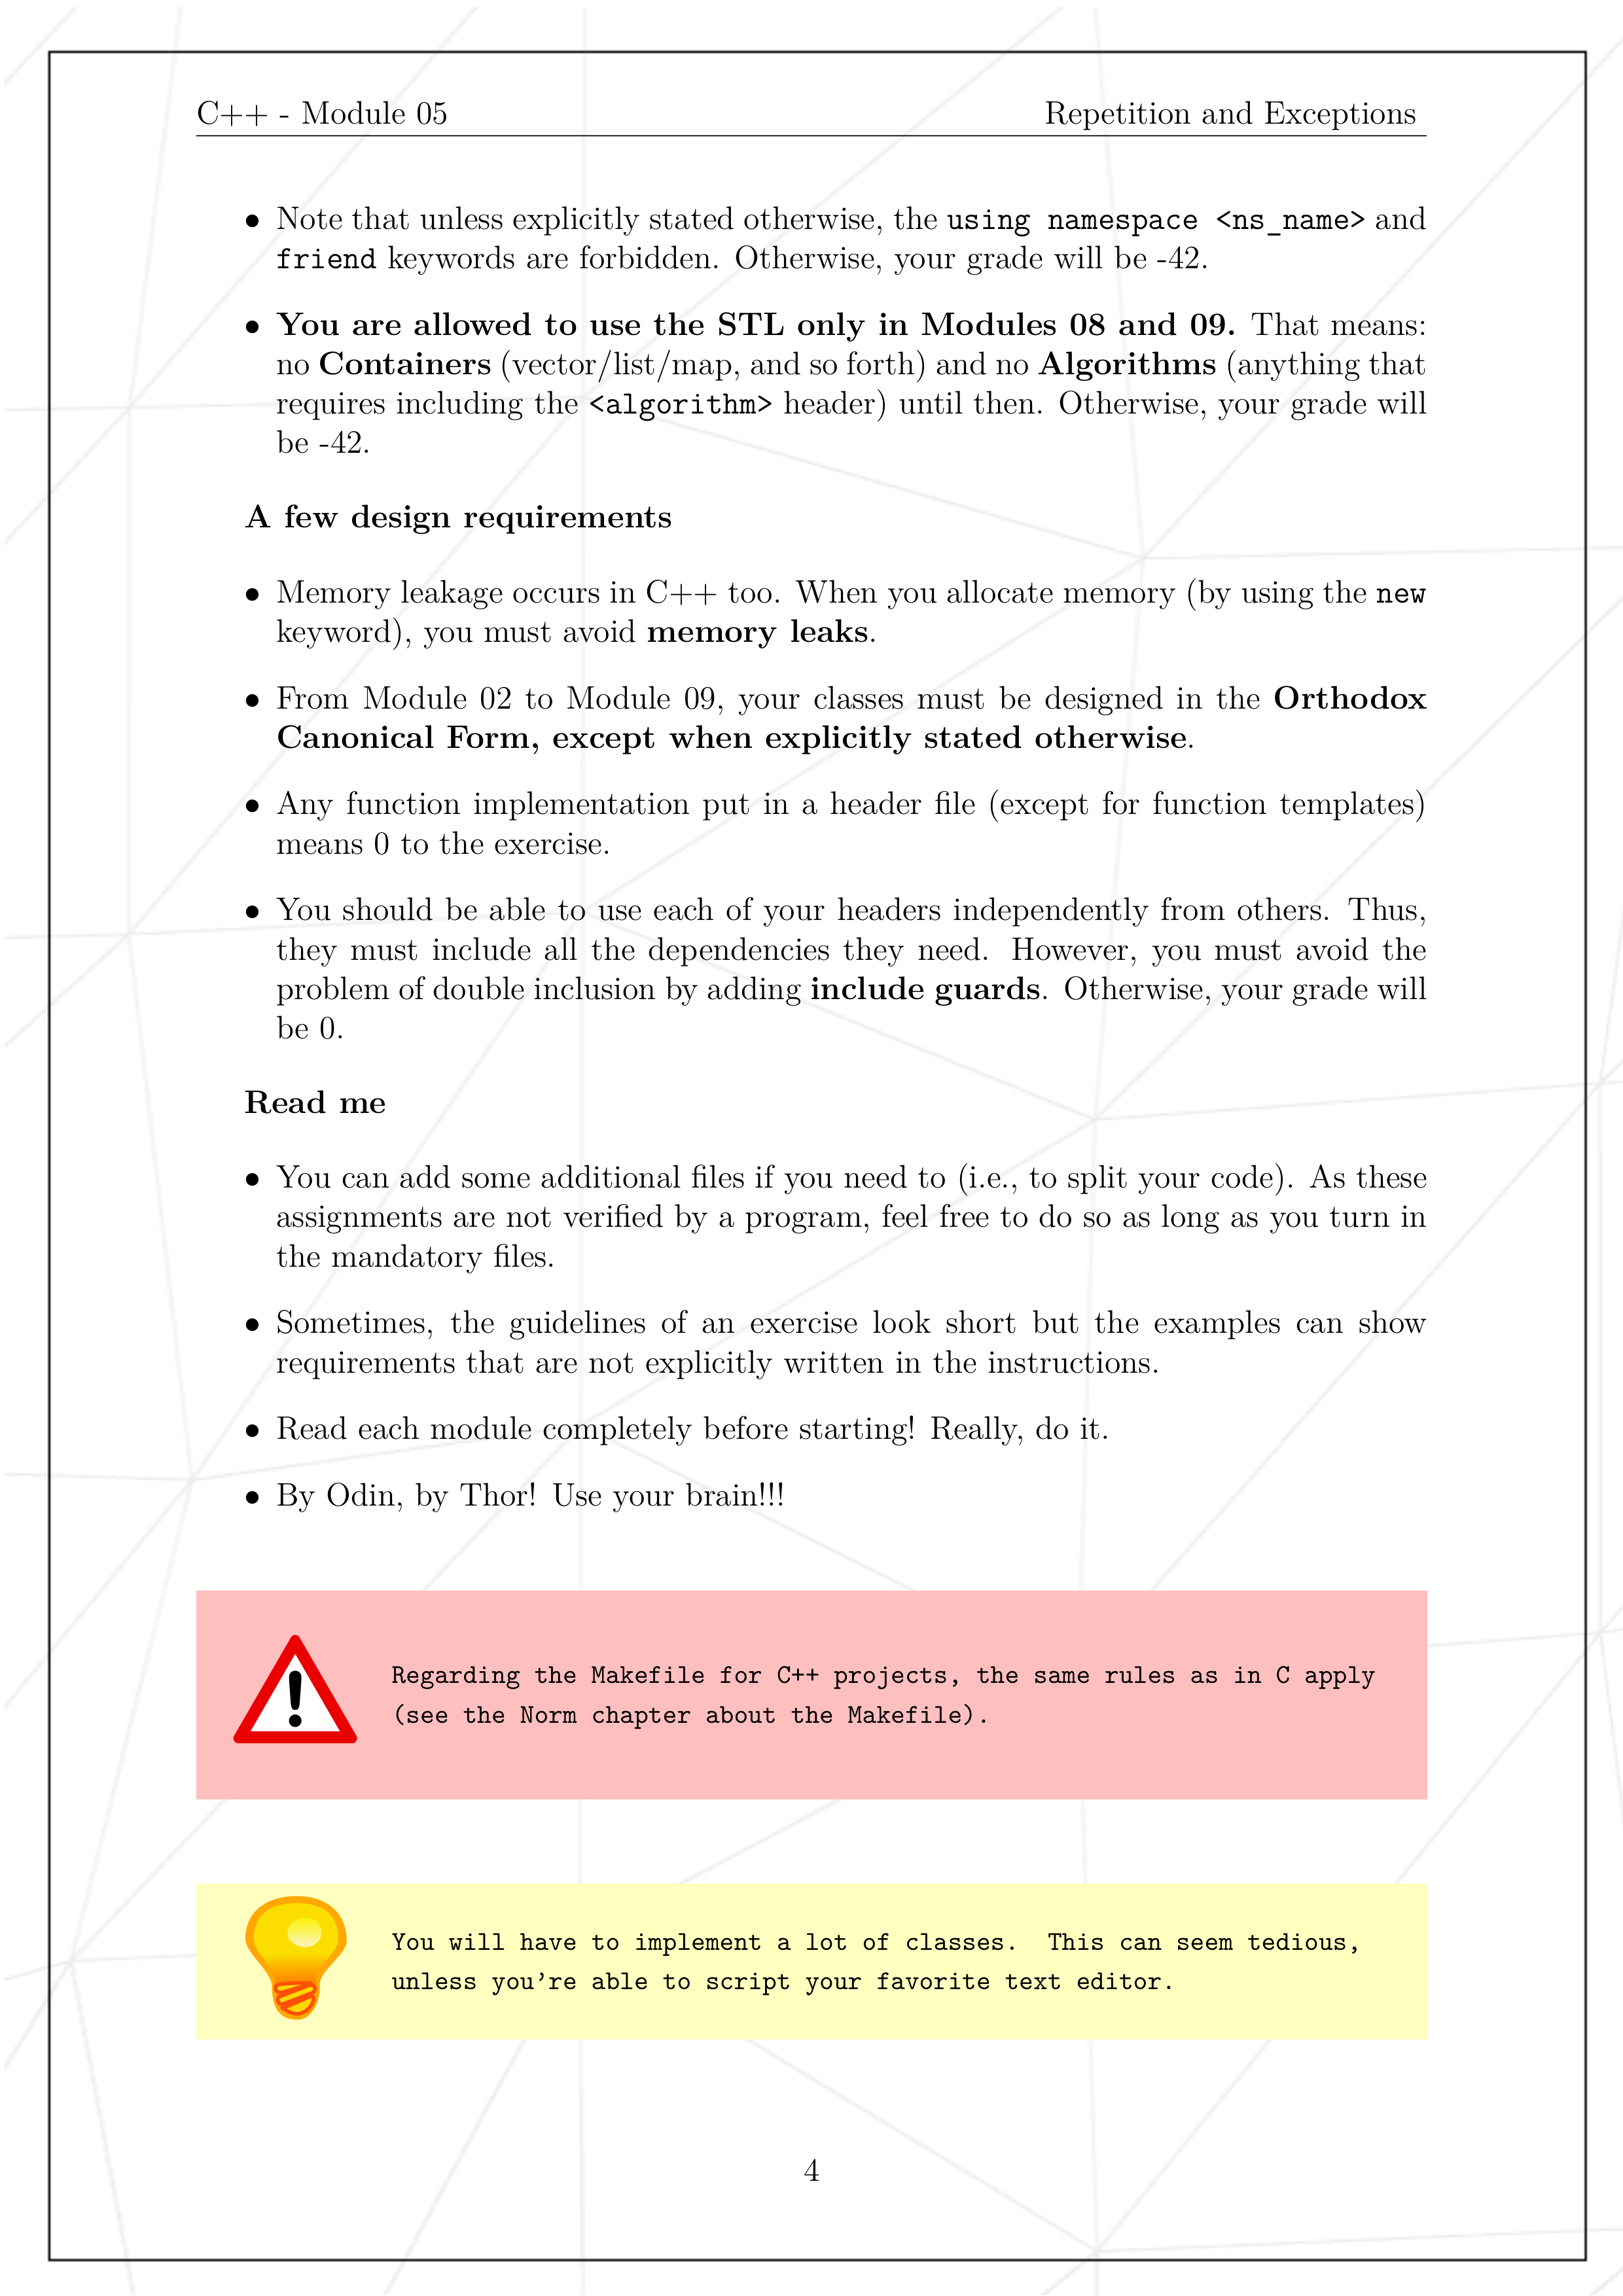 C++ - Module 05 Repetition and Exceptions
• Note that unless explicitly stated otherwise, the using namespace <ns_name> and
friend keywords are forbidden. Otherwise, your grade will be -42.
• You are allowed to use the STL only in Modules 08 and 09. That means:
no Containers (vector/list/map, and so forth) and no Algorithms (anything that
requires including the <algorithm> header) until then. Otherwise, your grade will
be -42.
A few design requirements
• Memory leakage occurs in C++ too. When you allocate memory (by using the new
keyword), you must avoid memory leaks.
• From Module 02 to Module 09, your classes must be designed in the Orthodox
Canonical Form, except when explicitly stated otherwise.
• Any function implementation put in a header file (except for function templates)
means 0 to the exercise.
• You should be able to use each of your headers independently from others. Thus,
they must include all the dependencies they need. However, you must avoid the
problem of double inclusion by adding include guards. Otherwise, your grade will
be 0.
Read me
• You can add some additional files if you need to (i.e., to split your code). As these
assignments are not verified by a program, feel free to do so as long as you turn in
the mandatory files.
• Sometimes, the guidelines of an exercise look short but the examples can show
requirements that are not explicitly written in the instructions.
• Read each module completely before starting! Really, do it.
• By Odin, by Thor! Use your brain!!!
Regarding the Makefile for C++ projects, the same rules as in C apply
(see the Norm chapter about the Makefile).
You will have to implement a lot of classes. This can seem tedious,
unless you're able to script your favorite text editor.
4